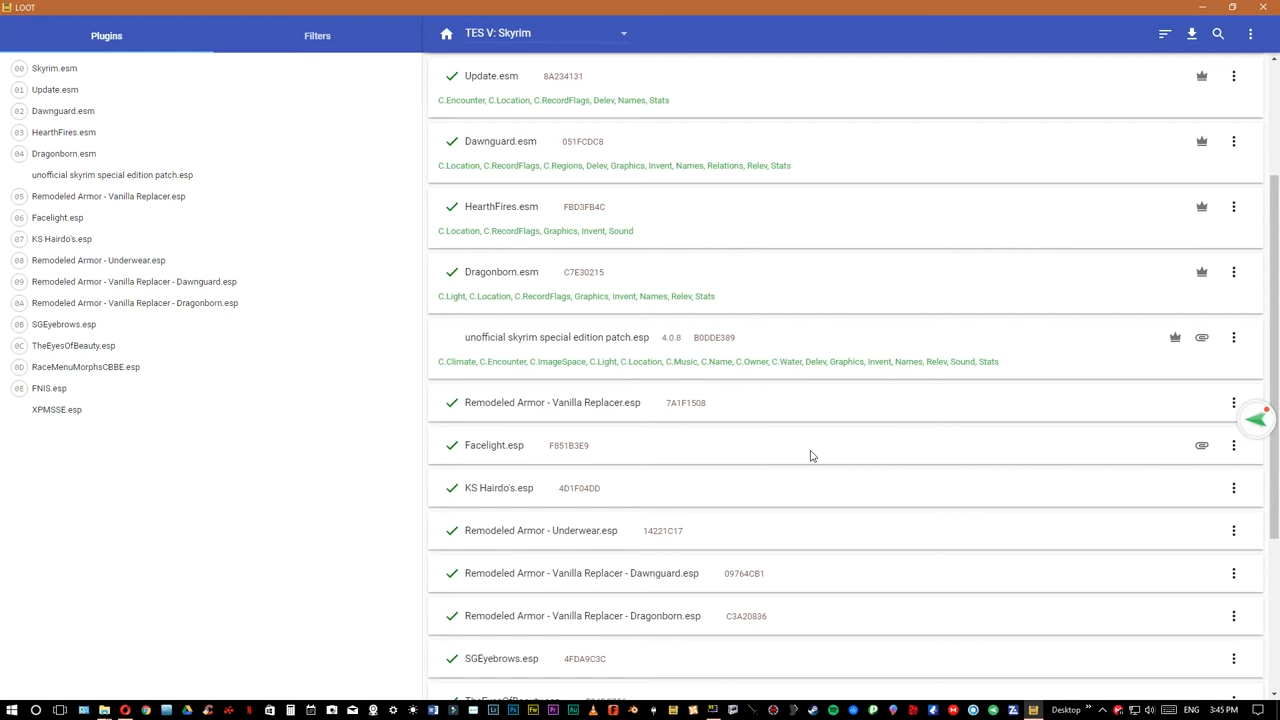 LOOT
Plugins
Filters
TES V: Skyrim
00 Skyrim.esm
01 Update.esm
02 Dawnguard.esm
03 HearthFires.esm
04 Dragonborn.esm
unofficial skyrim special edition patch.esp
05 Remodeled Armor - Vanilla Replacer.esp
06 Facelight.esp
07 KS Hairdo's.esp
08 Remodeled Armor - Underwear.esp
09 Remodeled Armor - Vanilla Replacer - Dawnguard.esp
0A Remodeled Armor - Vanilla Replacer - Dragonborn.esp
0B SGEyebrows.esp
0C TheEyesOfBeauty.esp
0D RaceMenuMorphsCBBE.esp
0E FNIS.esp
XPMSSE.esp
Update.esm 8A234131
C.Encounter, C.Location, C.RecordFlags, Delev, Names, Stats
Dawnguard.esm 051FCDC8
C.Location, C.RecordFlags, C.Regions, Delev, Graphics, Invent, Names, Relations, Relev, Stats
HearthFires.esm FBD3FB4C
C.Location, C.RecordFlags, Graphics, Invent, Sound
Dragonborn.esm C7E30215
C.Light, C.Location, C.RecordFlags, Graphics, Invent, Names, Relev, Stats
unofficial skyrim special edition patch.esp 4.0.8 B0DDE389
C.Climate, C.Encounter, C.ImageSpace, C.Light, C.Location, C.Music, C.Name, C.Owner, C.Water, Delev, Graphics, Invent, Names, Relev, Sound, Stats
Remodeled Armor - Vanilla Replacer.esp 7A1F1508
Facelight.esp F851B3E9
KS Hairdo's.esp 4D1F04DD
Remodeled Armor - Underwear.esp 14221C17
Remodeled Armor - Vanilla Replacer - Dawnguard.esp 09764CB1
Remodeled Armor - Vanilla Replacer - Dragonborn.esp C3A20836
SGEyebrows.esp 4FDA9C3C
TheEyesOfBeauty.esp
Desktop
3:45 PM